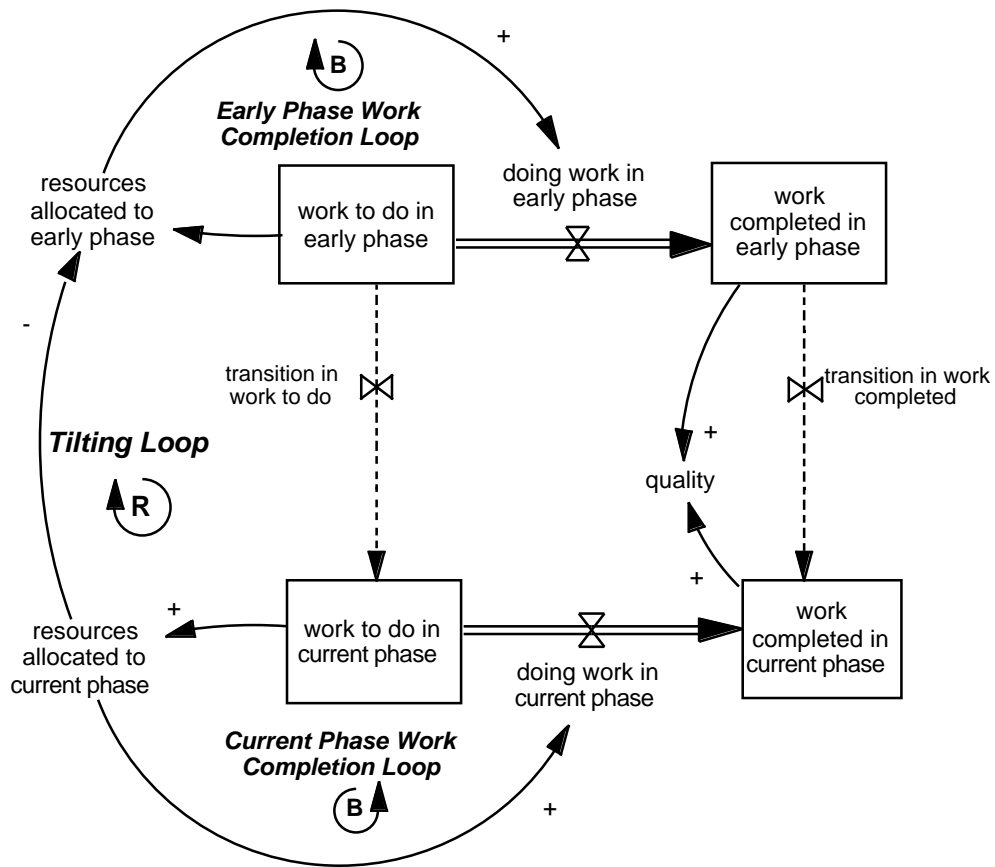 +
B
Early Phase Work
Completion Loop
doing work in
early phase
resources
allocated to
early phase
work to do in
early phase
work
completed in
early phase
-
transition in
work to do
transition in work
completed
+
Tilting Loop
quality
R
+
+
resources
allocated to
current phase
work to do in
current phase
work
completed in
current phase
doing work in
current phase
Current Phase Work
Completion Loop
B
+